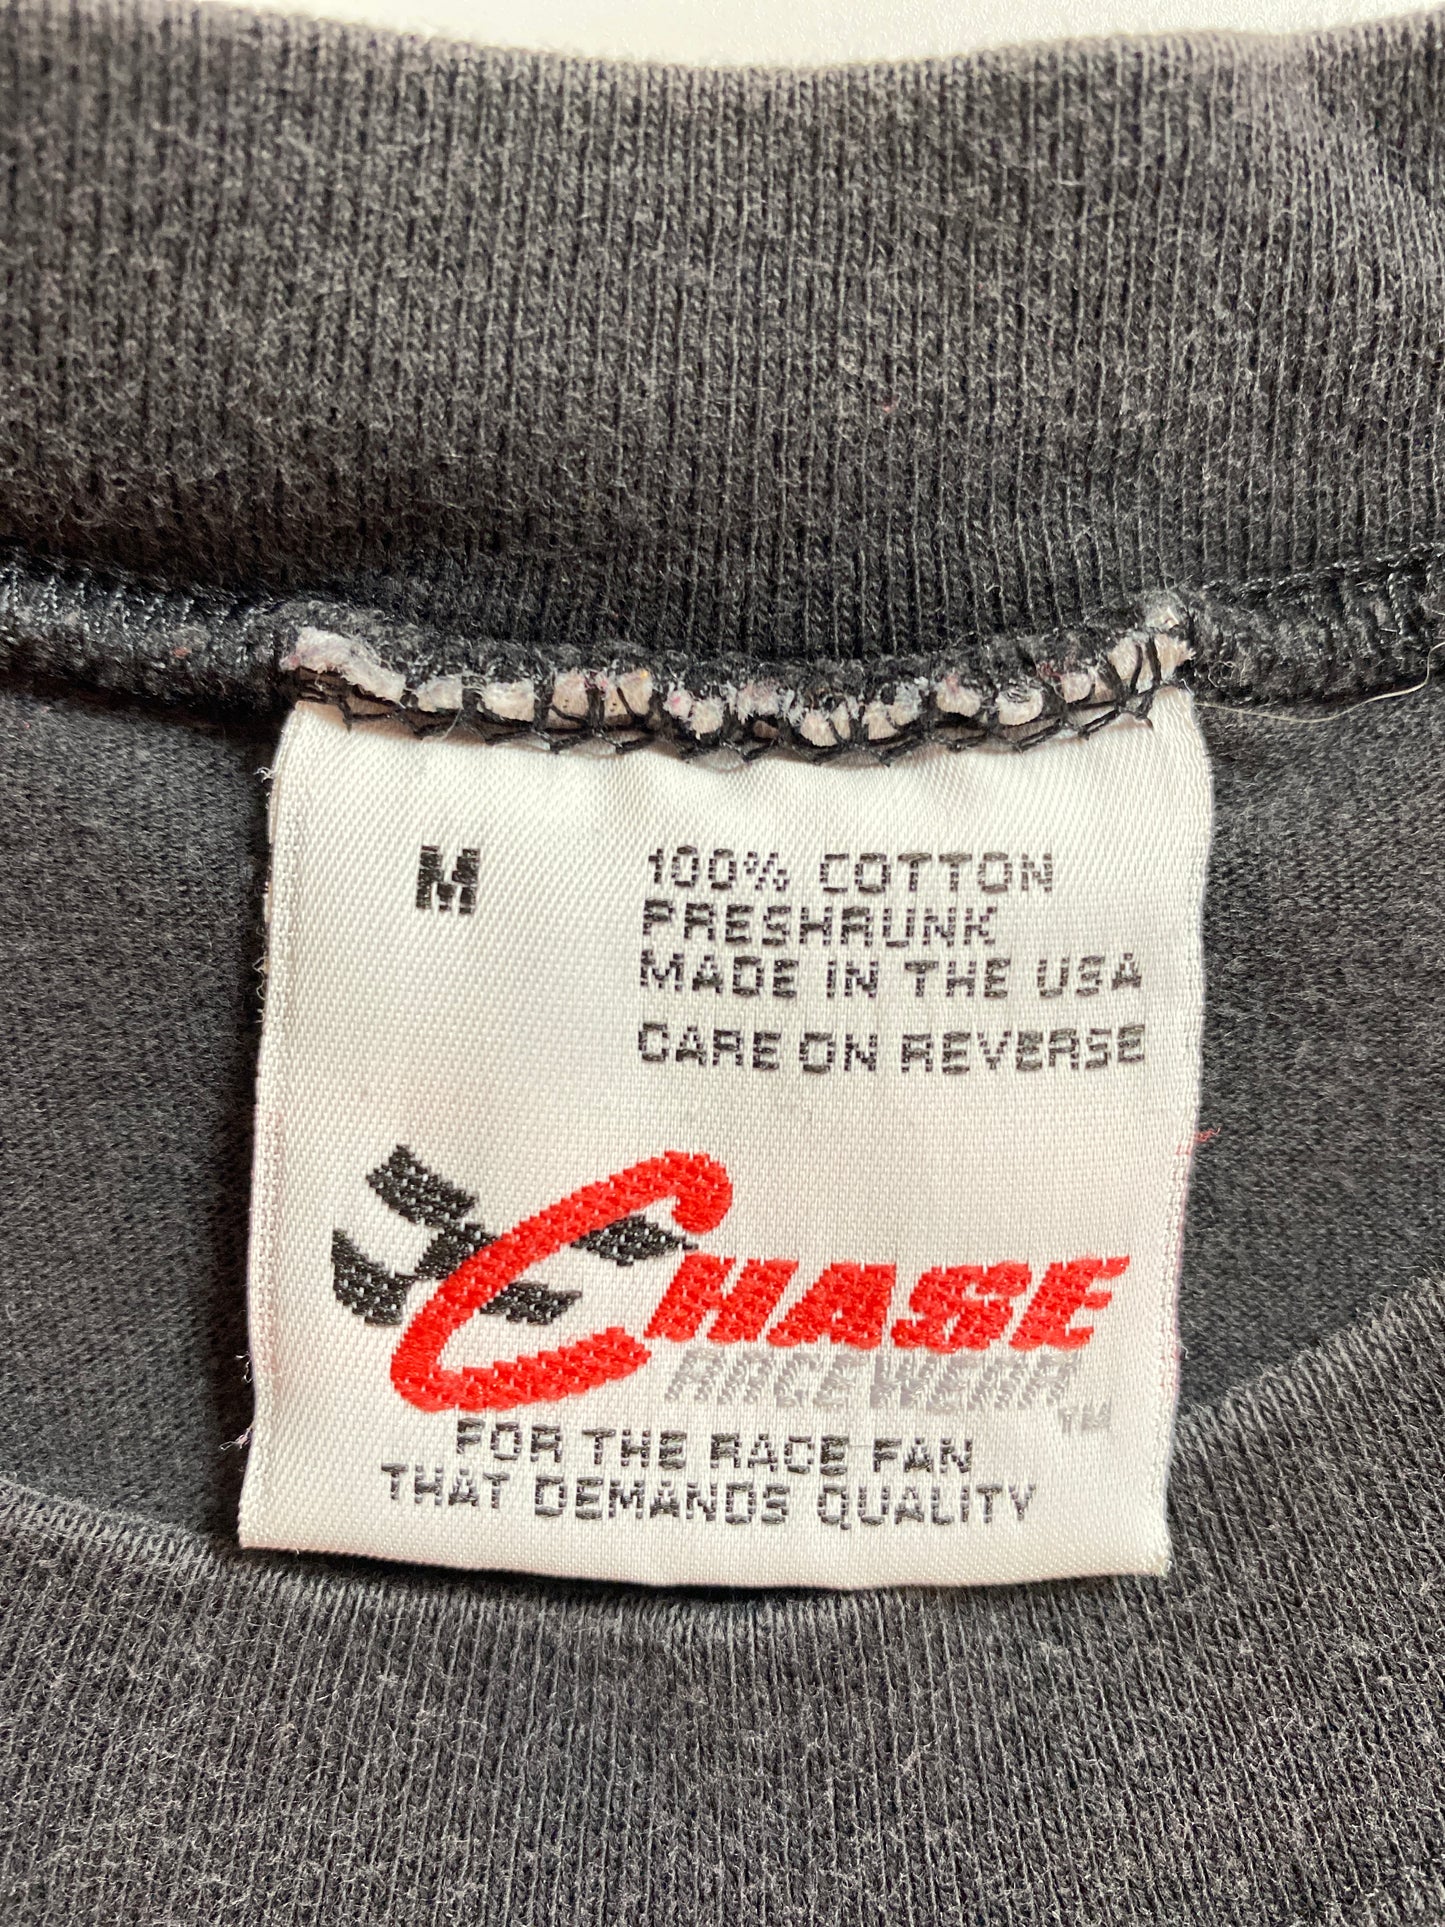 M
100% COTTON
PRESHRUNK
MADE IN THE USA
CARE ON REVERSE
CHASE
RACEWEAR TM
FOR THE RACE FAN
THAT DEMANDS QUALITY